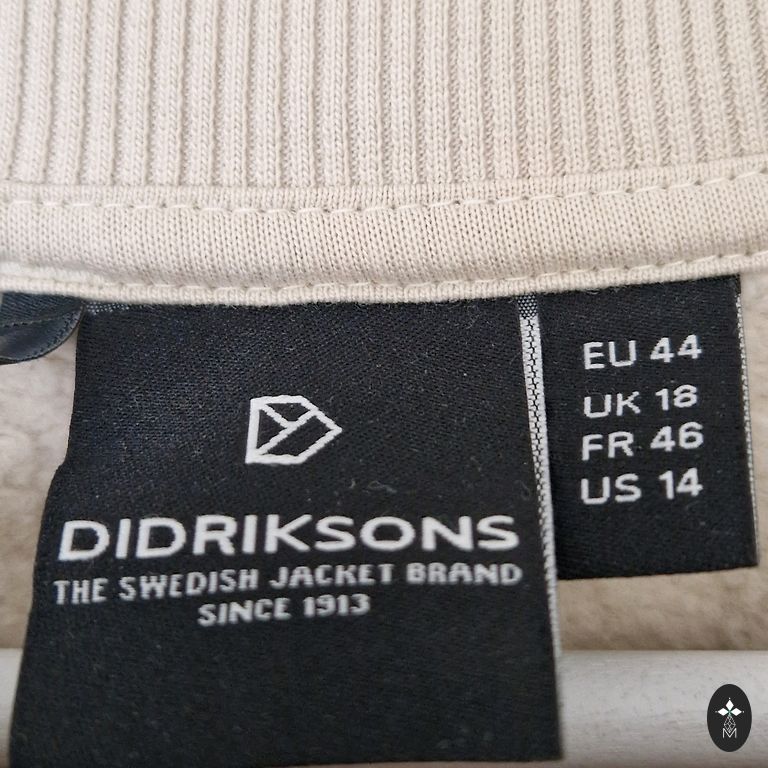 DIDRIKSONS
THE SWEDISH JACKET BRAND
SINCE 1913
EU 44
UK 18
FR 46
US 14
M